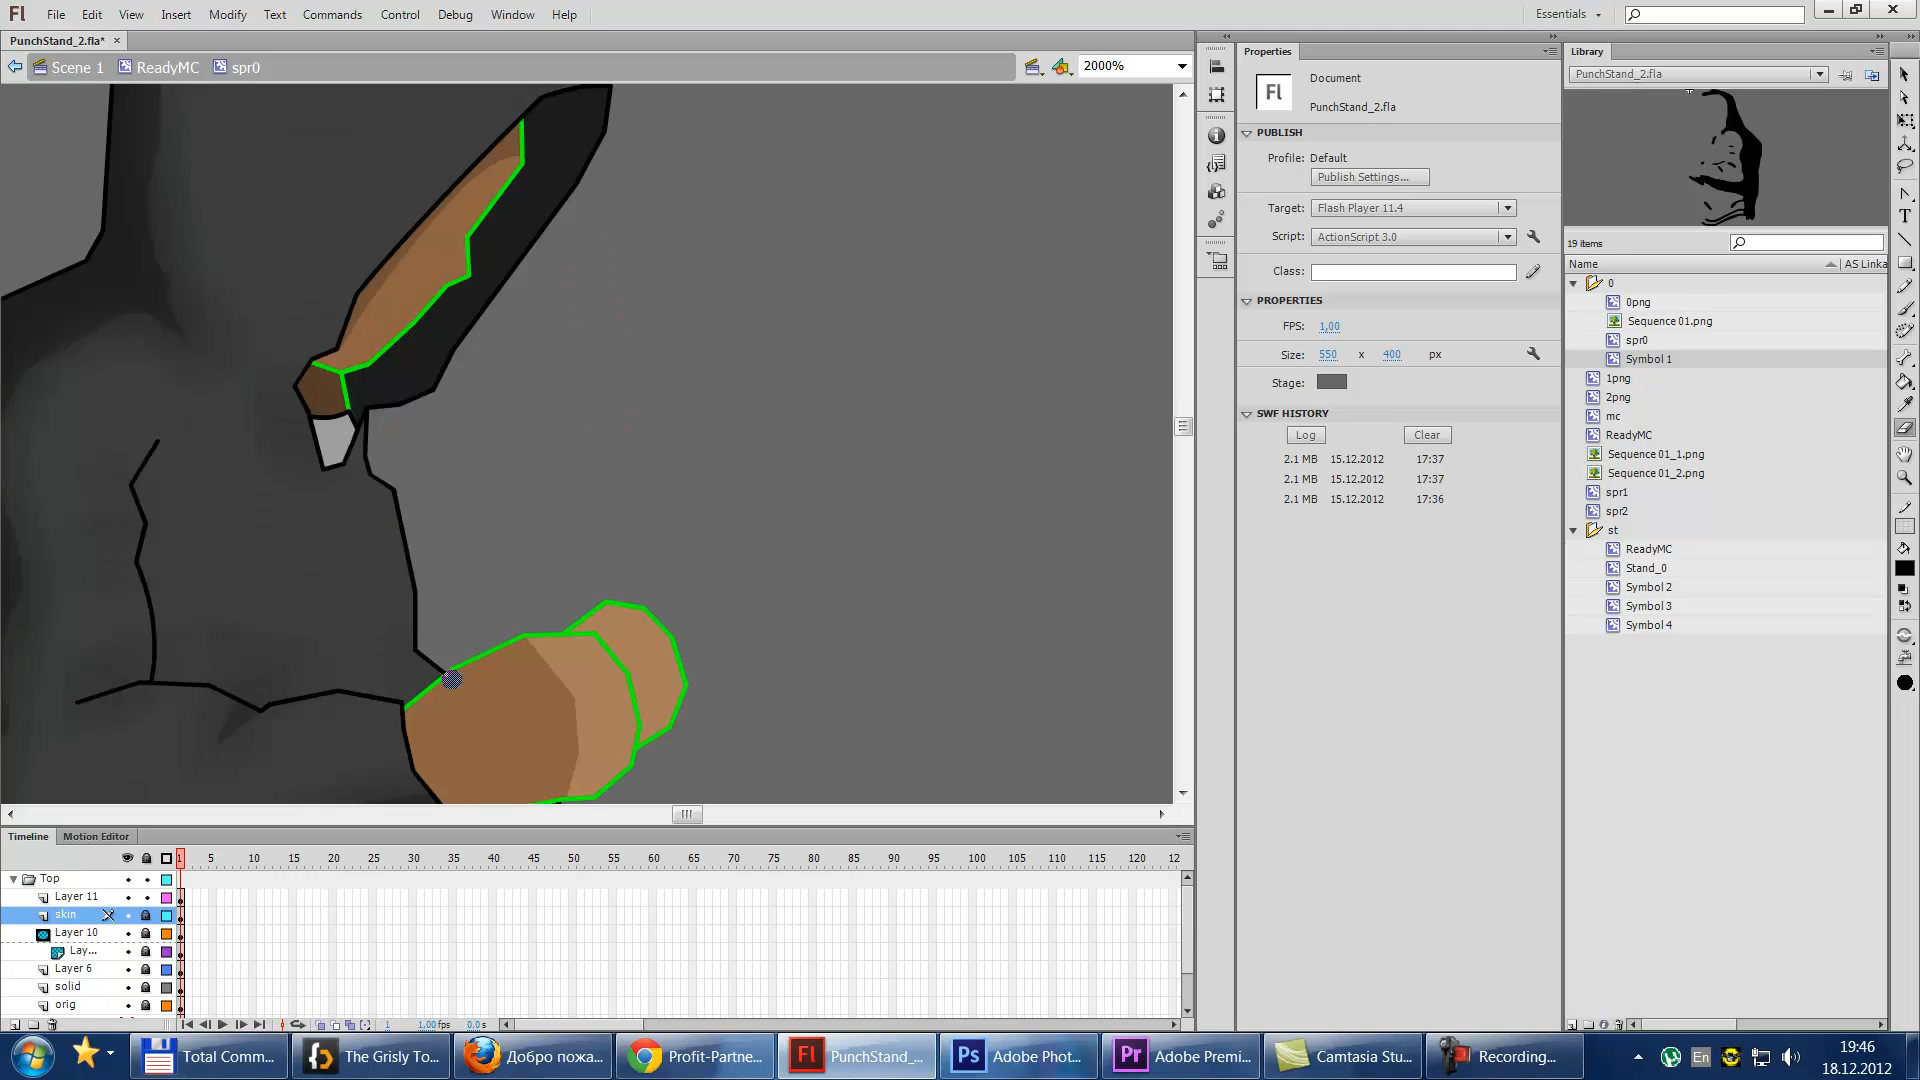 Fl File Edit View Insert Modify Text Commands Control Debug Window Help Essentials
PunchStand_2.fla*
Scene 1 ReadyMC spr0 2000%
Properties
Fl Document
PunchStand_2.fla
PUBLISH
Profile: Default
Publish Settings...
Target: Flash Player 11.4
Script: ActionScript 3.0
Class:
PROPERTIES
FPS: 1,00
Size: 550 x 400 px
Stage:
SWF HISTORY
Log Clear
2.1 MB 15.12.2012 17:37
2.1 MB 15.12.2012 17:37
2.1 MB 15.12.2012 17:36
Library
PunchStand_2.fla
19 items
Name AS Linka
0
0png
Sequence 01.png
spr0
Symbol 1
1png
2png
mc
ReadyMC
Sequence 01_1.png
Sequence 01_2.png
spr1
spr2
st
ReadyMC
Stand_0
Symbol 2
Symbol 3
Symbol 4
Timeline Motion Editor
1 5 10 15 20 25 30 35 40 45 50 55 60 65 70 75 80 85 90 95 100 105 110 115 120 12
Top
Layer 11
skin
Layer 10
Lay...
Layer 6
solid
orig
1 1,00 fps 0,0 s
Total Comm...
The Grisly To...
Добро пожа...
Profit-Partne...
Fl PunchStand_...
Ps Adobe Phot...
Pr Adobe Premi...
Camtasia Stu...
Recording...
En
19:46
18.12.2012